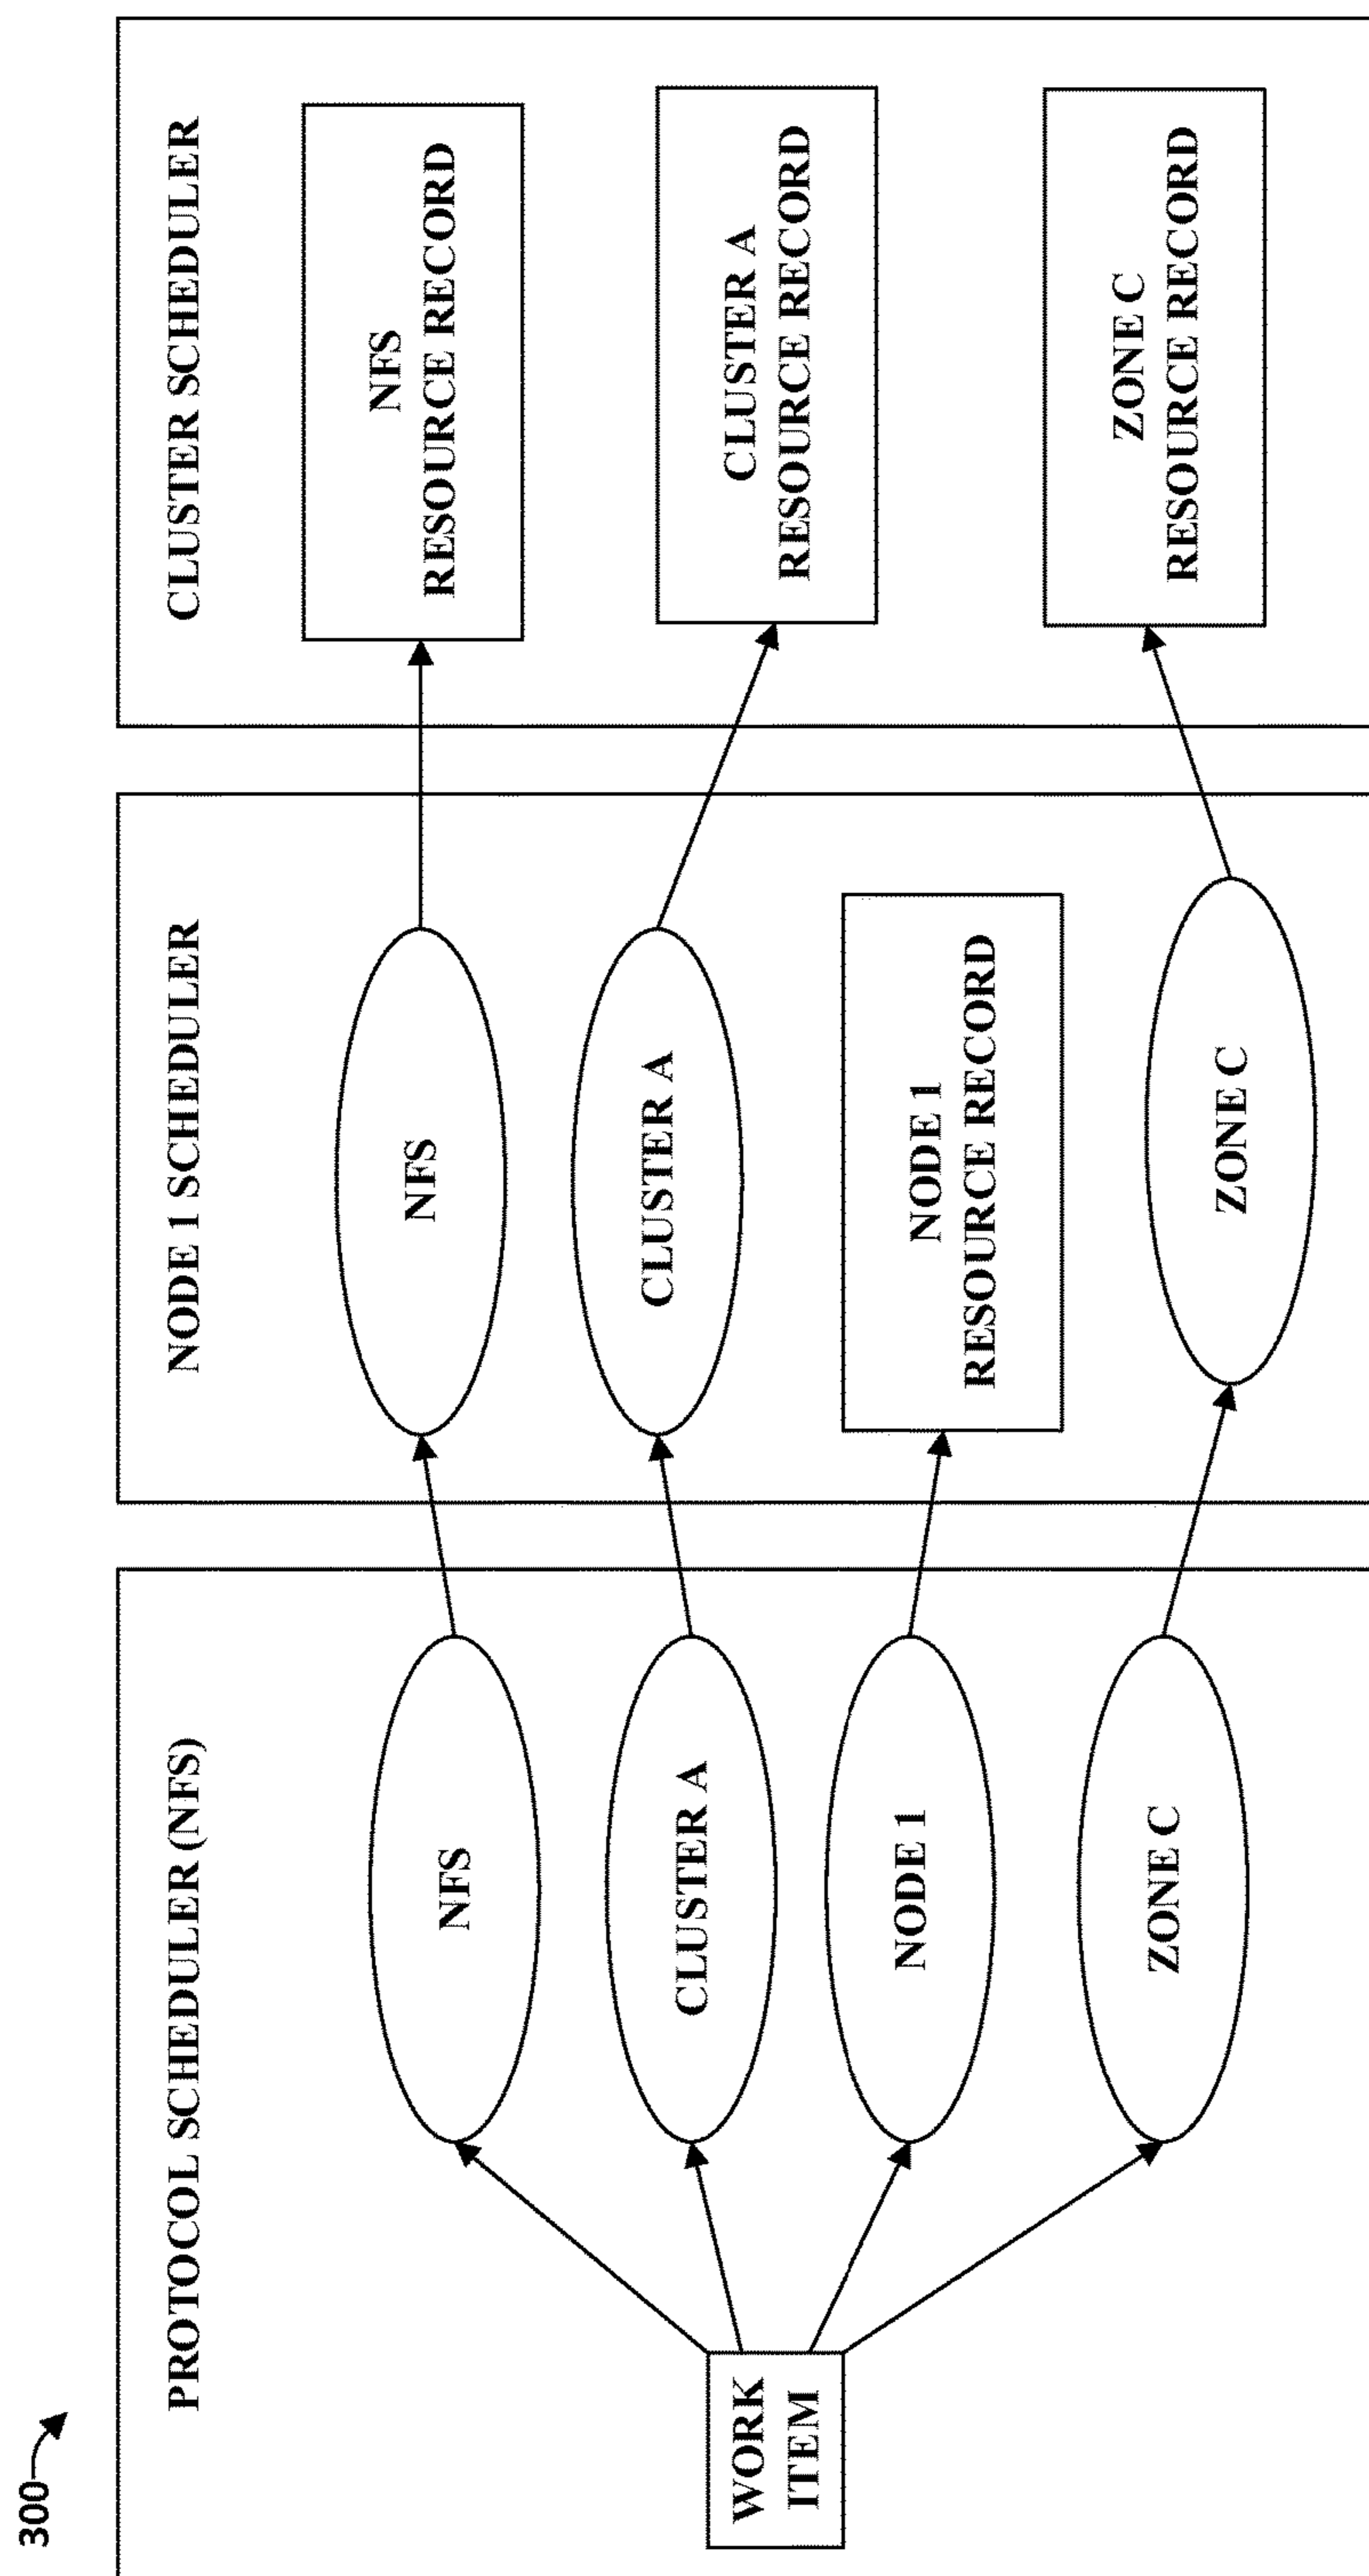 300
PROTOCOL SCHEDULER (NFS)
WORK
ITEM
NFS
CLUSTER A
NODE 1
ZONE C
NODE 1 SCHEDULER
NFS
CLUSTER A
NODE 1
RESOURCE RECORD
ZONE C
CLUSTER SCHEDULER
NFS
RESOURCE RECORD
CLUSTER A
RESOURCE RECORD
ZONE C
RESOURCE RECORD